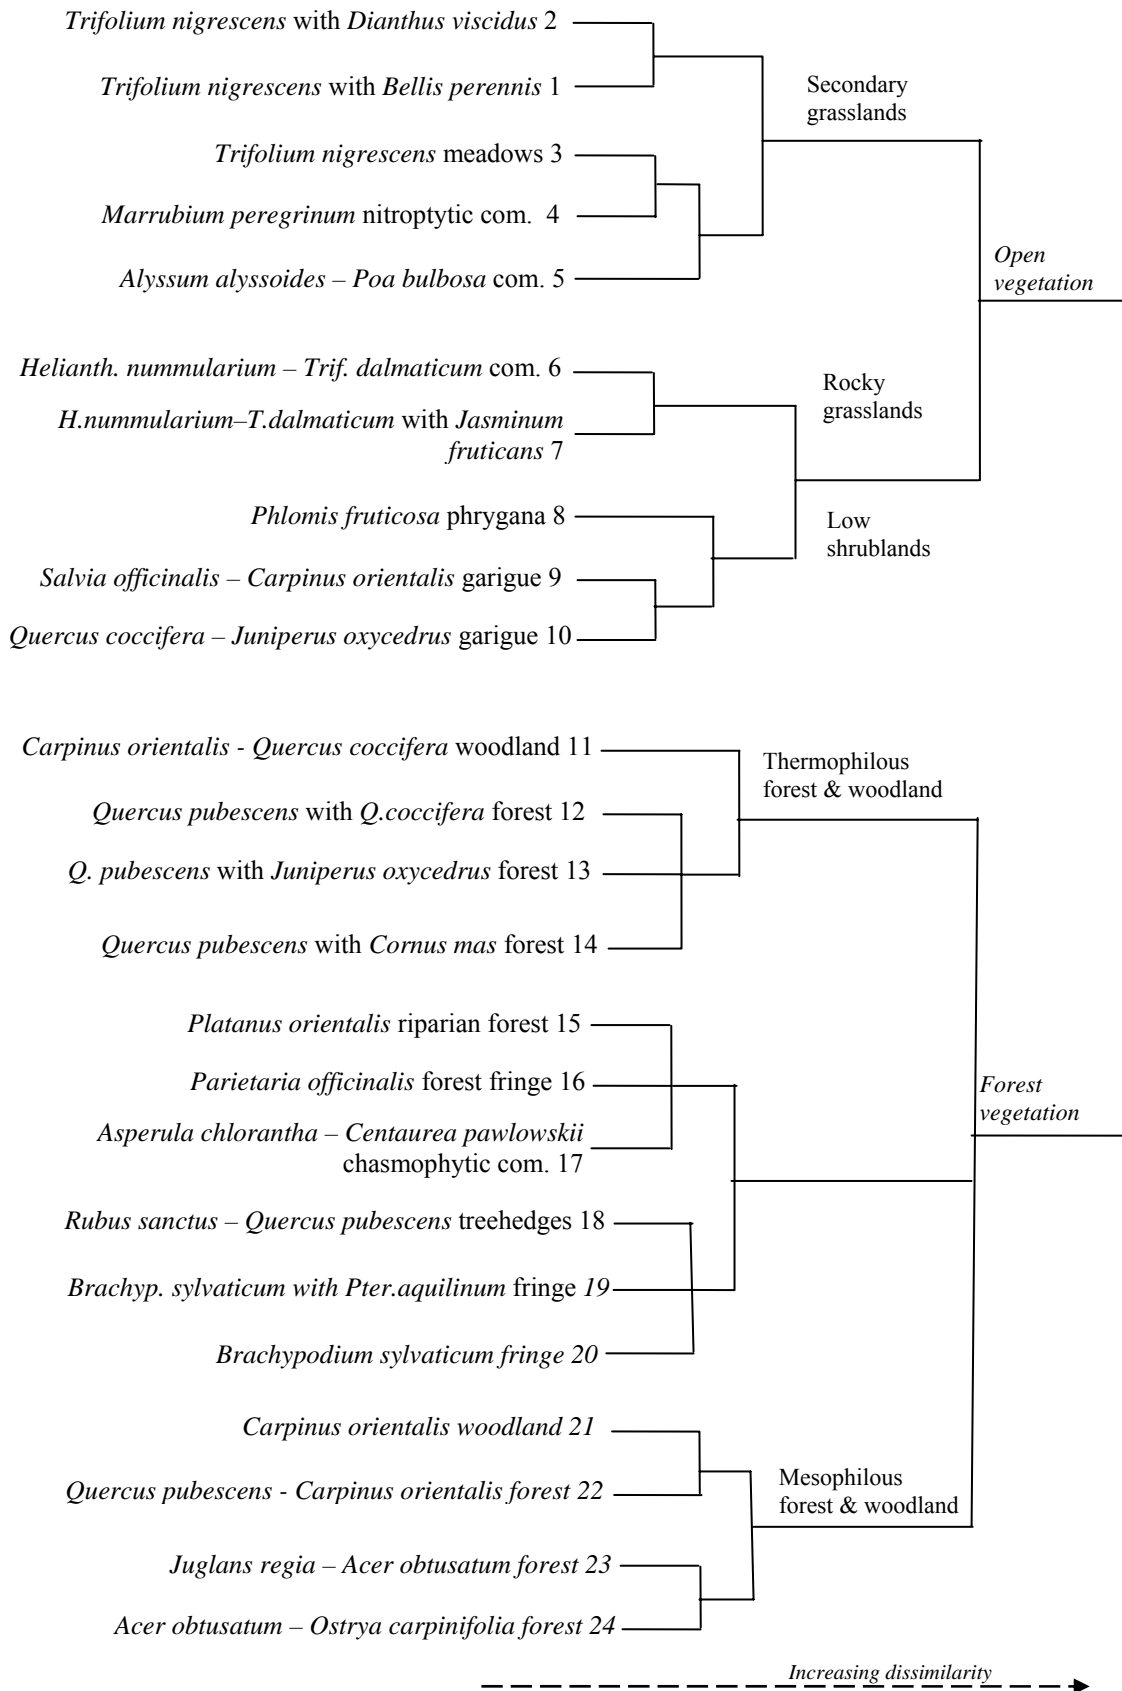 Trifolium nigrescens with Dianthus viscidus 2
Trifolium nigrescens with Bellis perennis 1
Secondary
grasslands
Trifolium nigrescens meadows 3
Marrubium peregrinum nitroptytic com. 4
Alyssum alyssoides – Poa bulbosa com. 5
Open
vegetation
Helianth. nummularium – Trif. dalmaticum com. 6
Rocky
grasslands
H.nummularium–T.dalmaticum with Jasminum
fruticans 7
Phlomis fruticosa phrygana 8
Low
shrublands
Salvia officinalis – Carpinus orientalis garigue 9
Quercus coccifera – Juniperus oxycedrus garigue 10
Carpinus orientalis - Quercus coccifera woodland 11
Thermophilous
forest & woodland
Quercus pubescens with Q.coccifera forest 12
Q. pubescens with Juniperus oxycedrus forest 13
Quercus pubescens with Cornus mas forest 14
Platanus orientalis riparian forest 15
Parietaria officinalis forest fringe 16
Forest
vegetation
Asperula chlorantha – Centaurea pawlowskii
chasmophytic com. 17
Rubus sanctus – Quercus pubescens treehedges 18
Brachyp. sylvaticum with Pter.aquilinum fringe 19
Brachypodium sylvaticum fringe 20
Carpinus orientalis woodland 21
Quercus pubescens - Carpinus orientalis forest 22
Mesophilous
forest & woodland
Juglans regia – Acer obtusatum forest 23
Acer obtusatum – Ostrya carpinifolia forest 24
Increasing dissimilarity